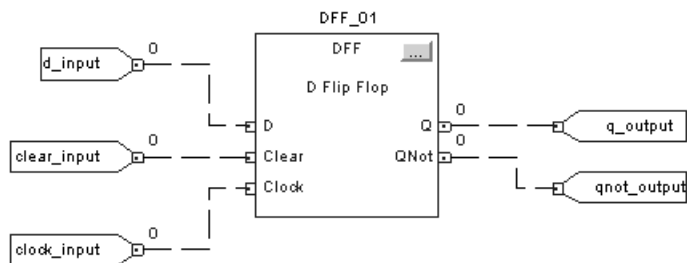 DFF_01
DFF
...
D Flip Flop
d_input
0
D
Q
0
q_output
clear_input
0
Clear
QNot
0
qnot_output
Clock
clock_input
0